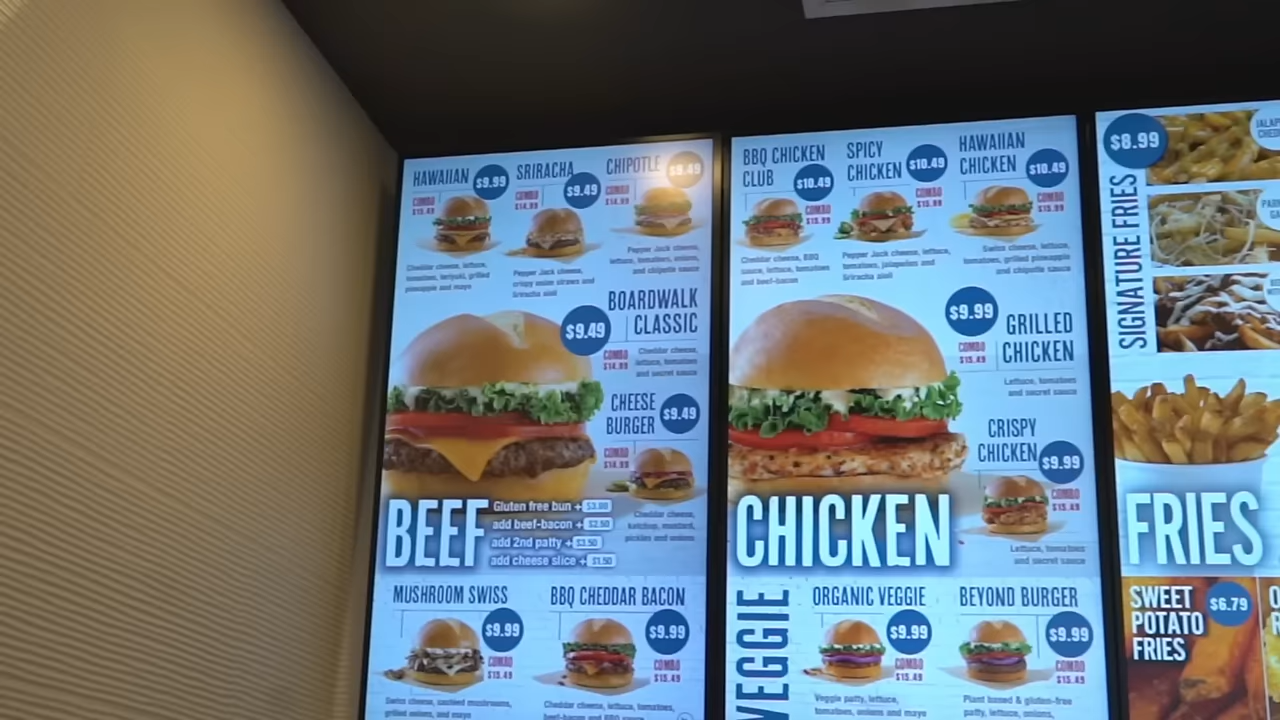 HAWAIIAN
$9.99
COMBO
$15.49
Cheddar cheese, lettuce,
tomatoes, teriyaki, grilled
pineapple and mayo
SRIRACHA
$9.49
COMBO
$14.99
Pepper Jack cheese,
crispy onion straws and
Sriracha aioli
CHIPOTLE
$9.49
COMBO
$14.99
Pepper Jack cheese,
lettuce, tomatoes, onions,
and chipotle sauce
BOARDWALK
CLASSIC
$9.49
COMBO
$14.99
Cheddar cheese,
lettuce, tomatoes
and secret sauce
CHEESE
BURGER
$9.49
COMBO
$14.99
Cheddar cheese,
ketchup, mustard,
pickles and onions
BEEF
Gluten free bun +
add beef-bacon + $2.50
add 2nd patty + $3.50
add cheese slice + $1.50
MUSHROOM SWISS
$9.99
COMBO
$15.49
Swiss cheese, sautéed mushrooms,
grilled onions, and mayo
BBQ CHEDDAR BACON
$9.99
COMBO
$15.49
Cheddar cheese, lettuce, tomatoes,
beef-bacon and BBQ sauce
BBQ CHICKEN
CLUB
$10.49
COMBO
$15.99
Cheddar cheese, BBQ
sauce, lettuce, tomatoes
and beef-bacon
SPICY
CHICKEN
$10.49
COMBO
$15.99
Pepper Jack cheese, lettuce,
tomatoes, jalapeños and
Sriracha aioli
HAWAIIAN
CHICKEN
$10.49
COMBO
$15.99
Swiss cheese, lettuce,
tomatoes, grilled pineapple
and chipotle sauce
$9.99
COMBO
$15.49
GRILLED
CHICKEN
Lettuce, tomatoes
and secret sauce
CRISPY
CHICKEN
$9.99
COMBO
$15.49
Lettuce, tomatoes
and secret sauce
CHICKEN
VEGGIE
ORGANIC VEGGIE
$9.99
COMBO
$15.49
Veggie patty, lettuce,
tomatoes, onions and mayo
BEYOND BURGER
$9.99
COMBO
$15.49
Plant based & gluten-free
patty, lettuce, onions,
$8.99
SIGNATURE FRIES
FRIES
SWEET
POTATO
FRIES
$6.79